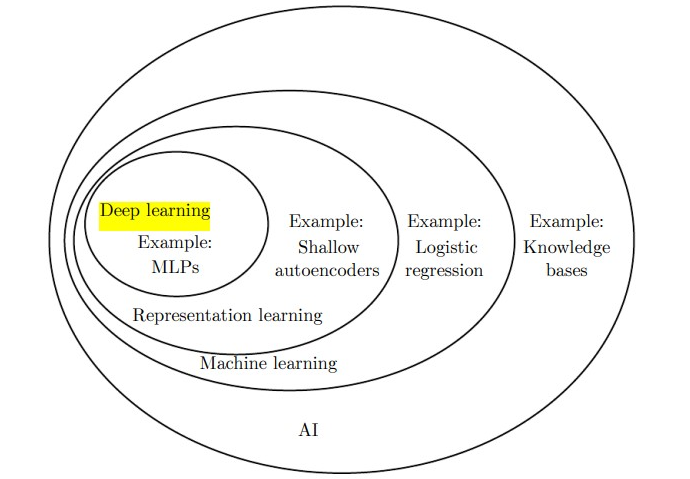 Deep learning
Example:
MLPs
Example:
Shallow
autoencoders
Example:
Logistic
regression
Example:
Knowledge
bases
Representation learning
Machine learning
AI